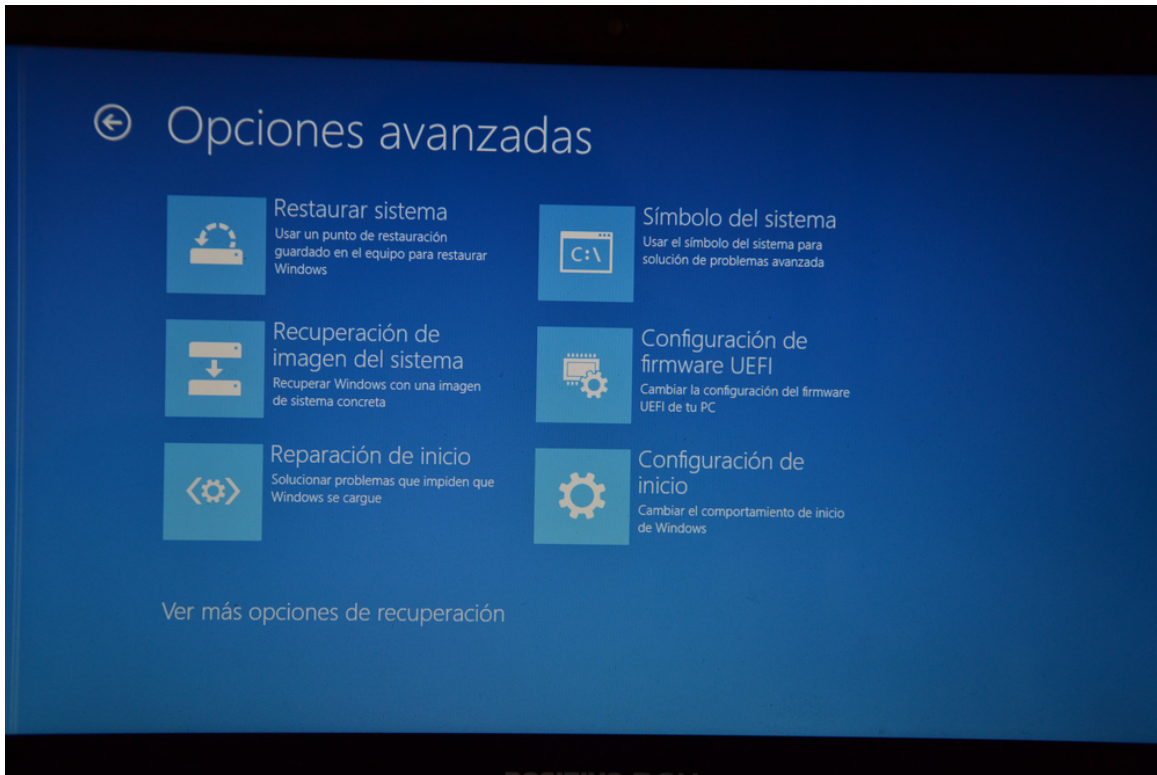 Opciones avanzadas
Restaurar sistema
Usar un punto de restauración
guardado en el equipo para restaurar
Windows
Recuperación de
imagen del sistema
Recuperar Windows con una imagen
de sistema concreta
Reparación de inicio
Solucionar problemas que impiden que
Windows se cargue
Símbolo del sistema
Usar el símbolo del sistema para
solución de problemas avanzada
C:\
Configuración de
firmware UEFI
Cambiar la configuración del firmware
UEFI de tu PC
Configuración de
inicio
Cambiar el comportamiento de inicio
de Windows
Ver más opciones de recuperación